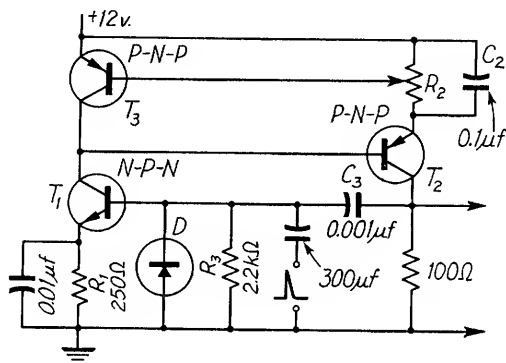 +12v.
P-N-P
T3
R2
C2
0.1µf
P-N-P
T2
N-P-N
T1
C3
0.001µf
D
R3
2.2kΩ
300µf
100Ω
0.01µf
R1
250Ω